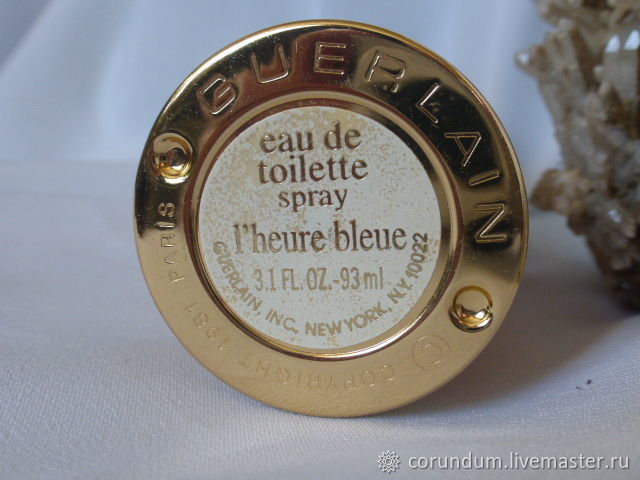 GUERLAIN
PARIS
COPYRIGHT 1981
©
eau de
toilette
spray
l'heure bleue
3.1 FL. OZ.-93 ml
GUERLAIN, INC. NEW YORK, N.Y. 10022
corundum.livemaster.ru